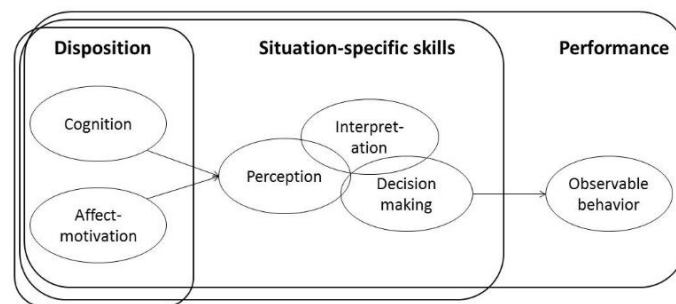 Disposition
Situation-specific skills
Performance
Cognition
Affect-
motivation
Perception
Interpret-
ation
Decision
making
Observable
behavior